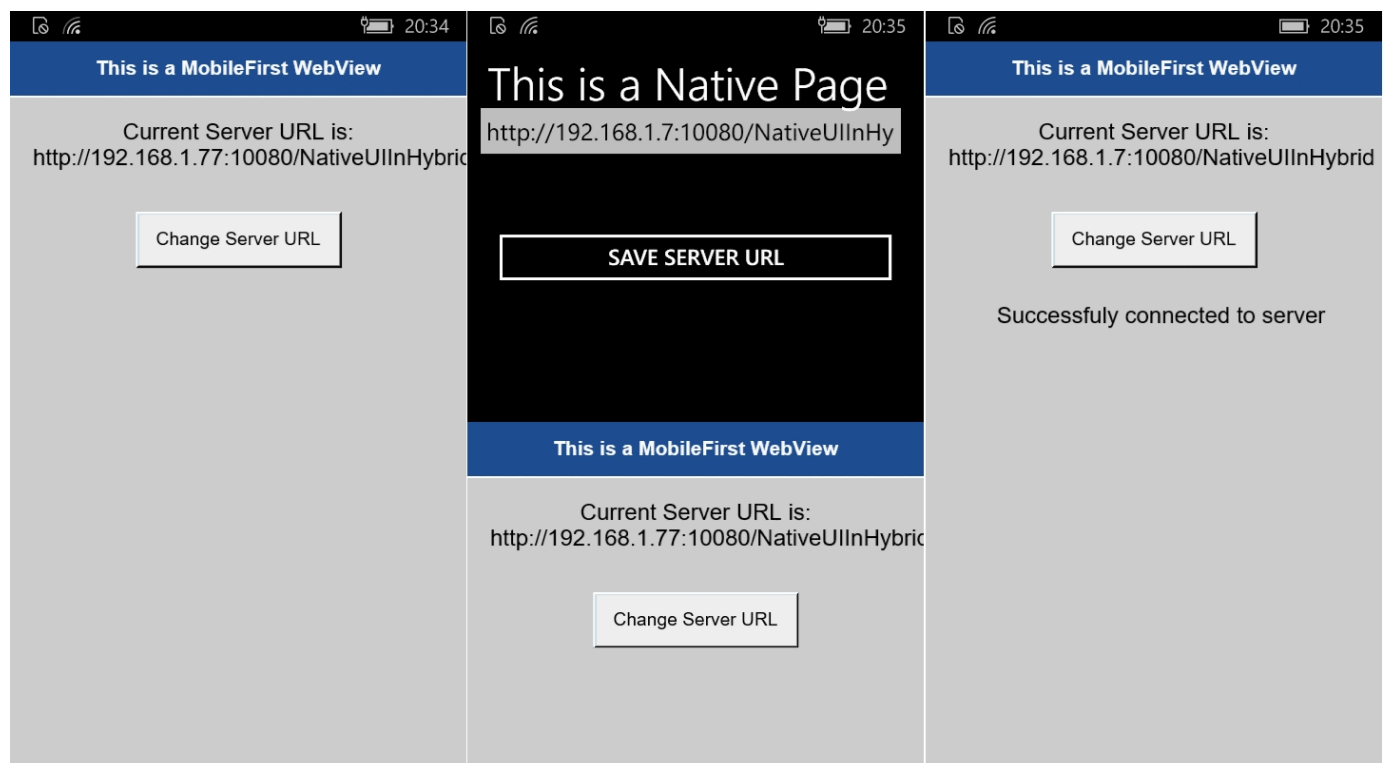 20:34
This is a MobileFirst WebView
Current Server URL is:
http://192.168.1.77:10080/NativeUIInHybric
Change Server URL
20:35
This is a Native Page
http://192.168.1.7:10080/NativeUIInHy
SAVE SERVER URL
This is a MobileFirst WebView
Current Server URL is:
http://192.168.1.77:10080/NativeUIInHybric
Change Server URL
20:35
This is a MobileFirst WebView
Current Server URL is:
http://192.168.1.7:10080/NativeUIInHybrid
Change Server URL
Successfuly connected to server